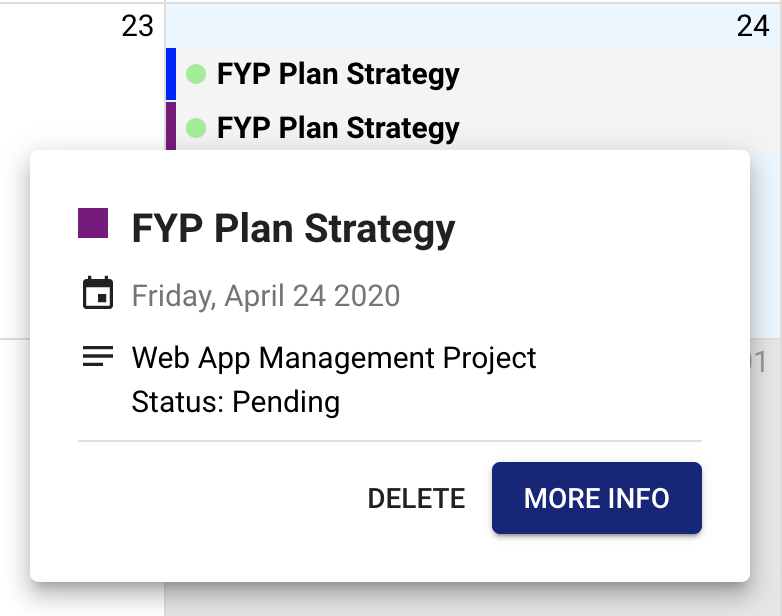 23
24
FYP Plan Strategy
FYP Plan Strategy
FYP Plan Strategy
Friday, April 24 2020
Web App Management Project
Status: Pending
DELETE
MORE INFO